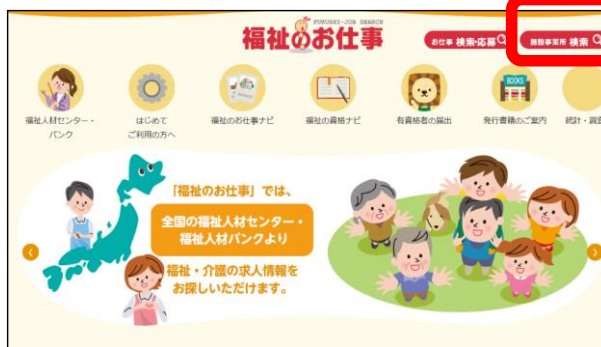 FUKUSHI-JOB SEARCH
福祉のお仕事
お仕事 検索・応募
施設事業所 検索
福祉人材センター・
バンク
はじめて
ご利用の方へ
福祉のお仕事ナビ
福祉の資格ナビ
有資格者の届出
BOOKS
発行書籍のご案内
統計・調査
「福祉のお仕事」では、
全国の福祉人材センター・
福祉人材バンクより
福祉・介護の求人情報を
お探しいただけます。